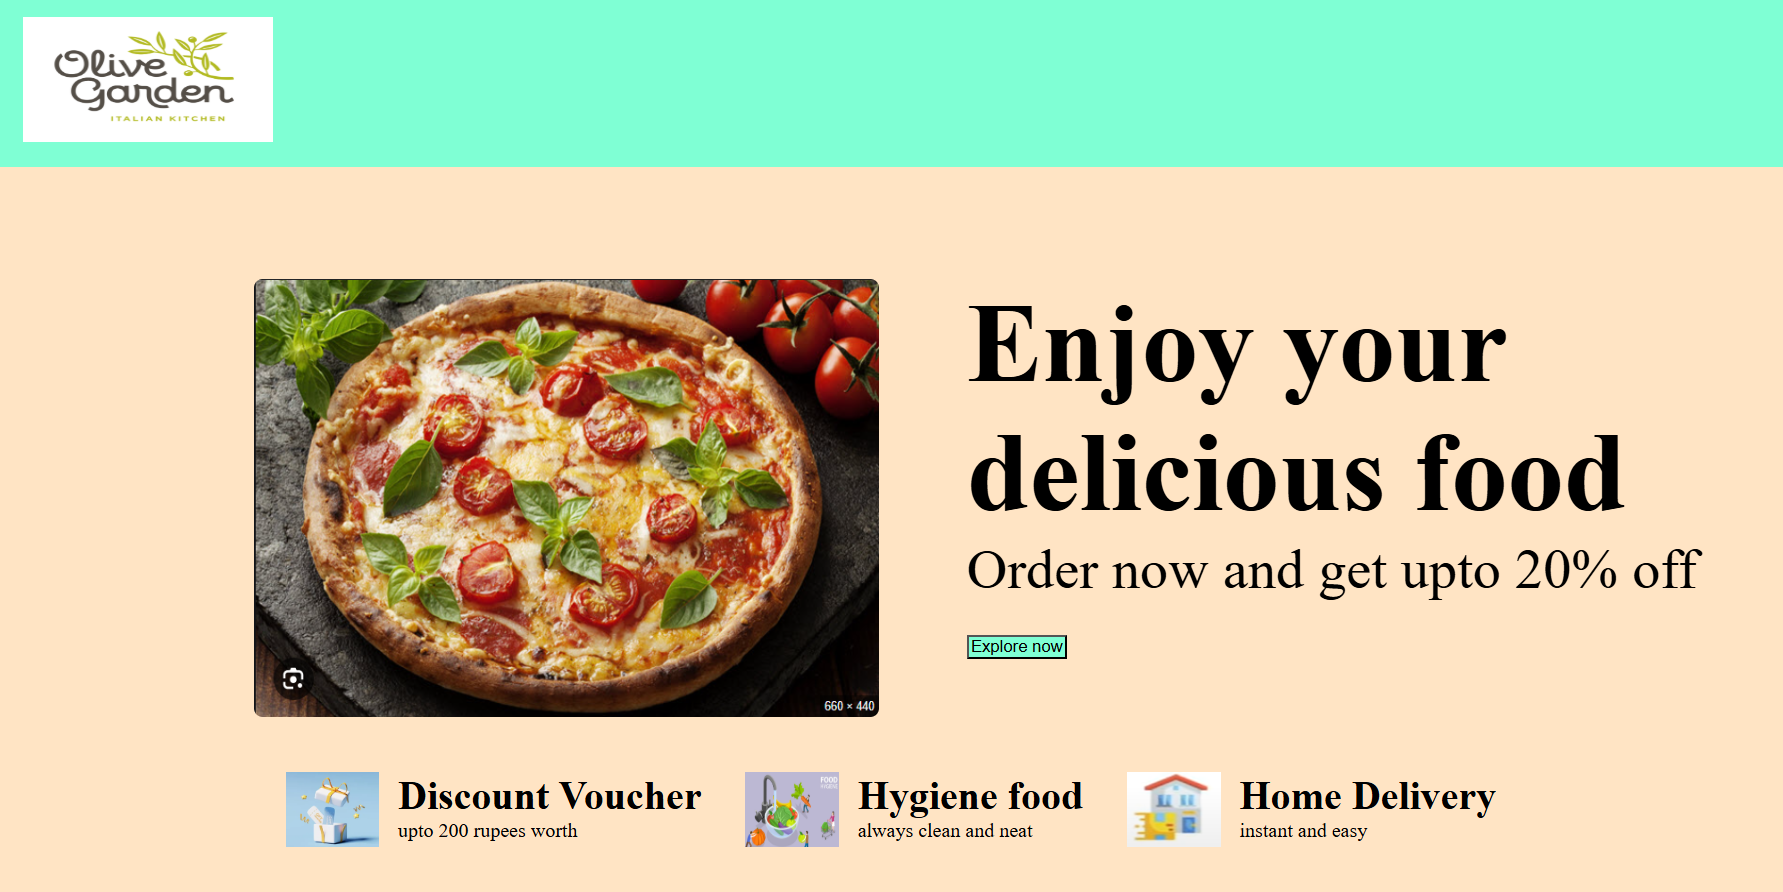 Olive
Garden
ITALIAN KITCHEN
Enjoy your
delicious food
Order now and get upto 20% off
Explore now
660 × 440
Discount Voucher
upto 200 rupees worth
FOOD
Hygiene food
always clean and neat
Home Delivery
instant and easy